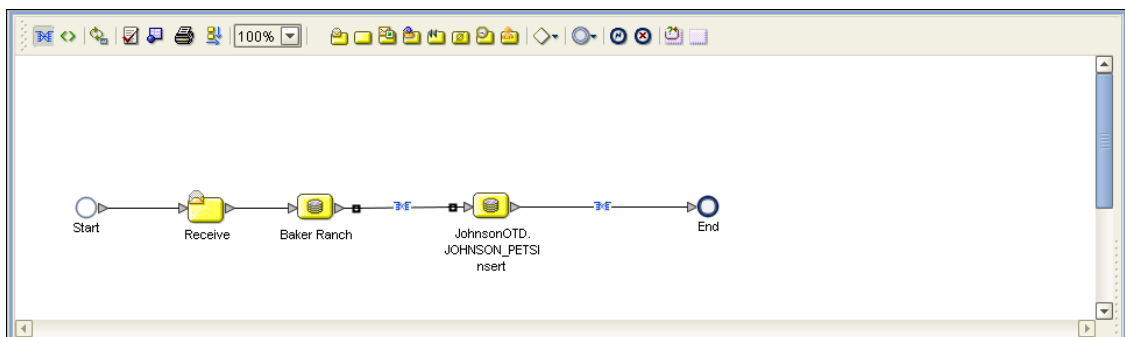 100%
Start
Receive
Baker Ranch
JohnsonOTD.
JOHNSON_PETSI
nsert
End